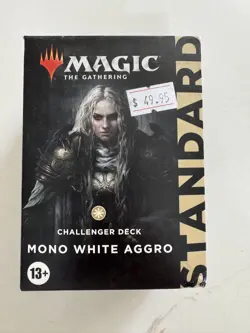 MAGIC
THE GATHERING
$ 49.95
STANDARD
CHALLENGER DECK
MONO WHITE AGGRO
13+